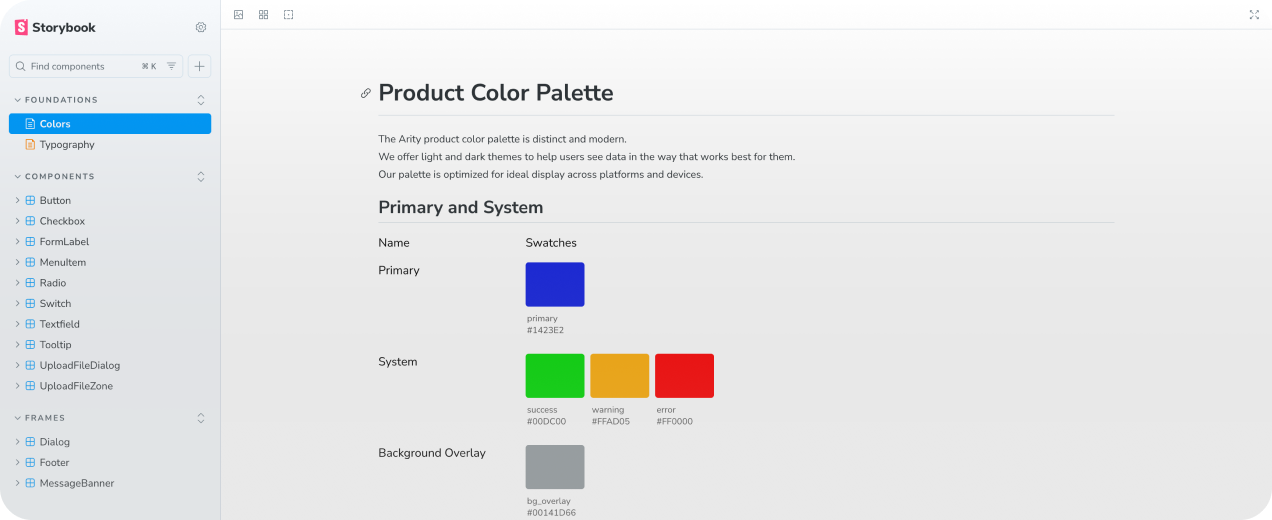 Storybook
Find components ⌘ K
FOUNDATIONS
Colors
Typography
COMPONENTS
Button
Checkbox
FormLabel
MenuItem
Radio
Switch
Textfield
Tooltip
UploadFileDialog
UploadFileZone
FRAMES
Dialog
Footer
MessageBanner
Product Color Palette
The Arity product color palette is distinct and modern.
We offer light and dark themes to help users see data in the way that works best for them.
Our palette is optimized for ideal display across platforms and devices.
Primary and System
Name Swatches
Primary
primary
#1423E2
System
success warning error
#00DC00 #FFAD05 #FF0000
Background Overlay
bg_overlay
#00141D66